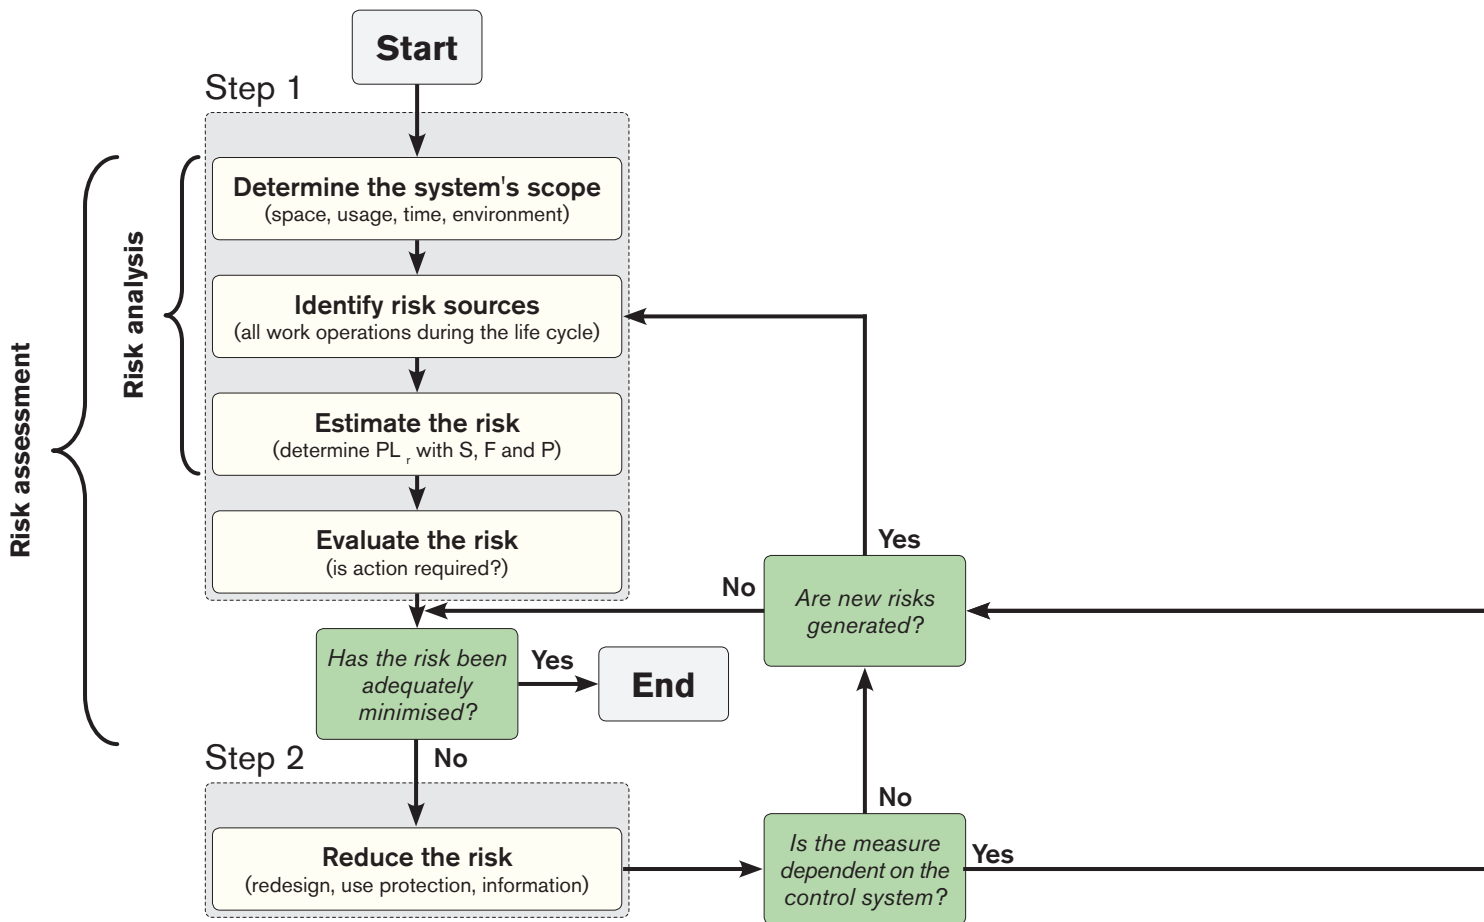 Start
Step 1
Determine the system's scope
(space, usage, time, environment)
Risk analysis
Identify risk sources
(all work operations during the life cycle)
Risk assessment
Estimate the risk
(determine PL r with S, F and P)
Evaluate the risk
(is action required?)
Yes
No
Are new risks
generated?
Has the risk been
adequately
minimised?
Yes
End
Step 2
No
No
Reduce the risk
(redesign, use protection, information)
Is the measure
dependent on the
control system?
Yes